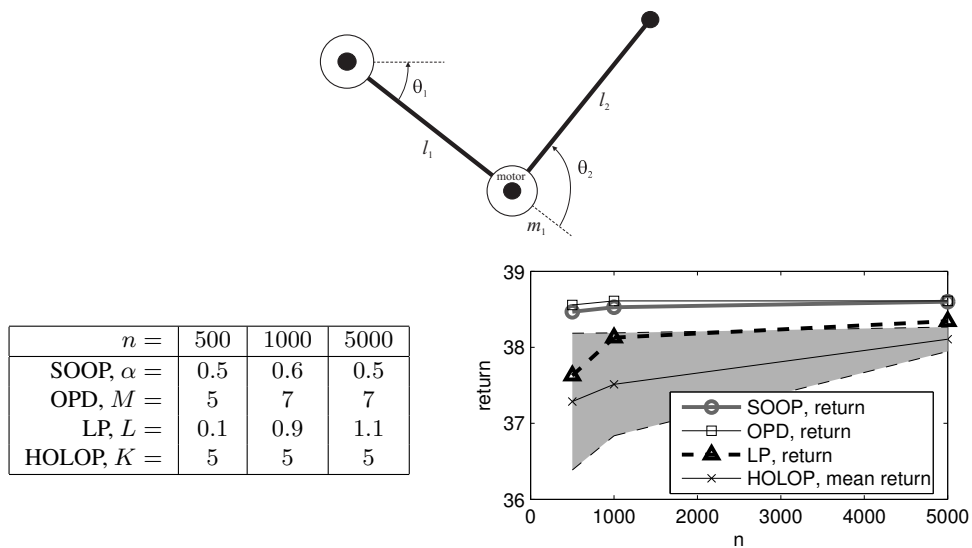 θ₁
l₁
l₂
motor
θ₂
m₁
n = 500 1000 5000
SOOP, α = 0.5 0.6 0.5
OPD, M = 5 7 7
LP, L = 0.1 0.9 1.1
HOLOP, K = 5 5 5
39
38
37
36
return
SOOP, return
OPD, return
LP, return
HOLOP, mean return
0 1000 2000 3000 4000 5000
n